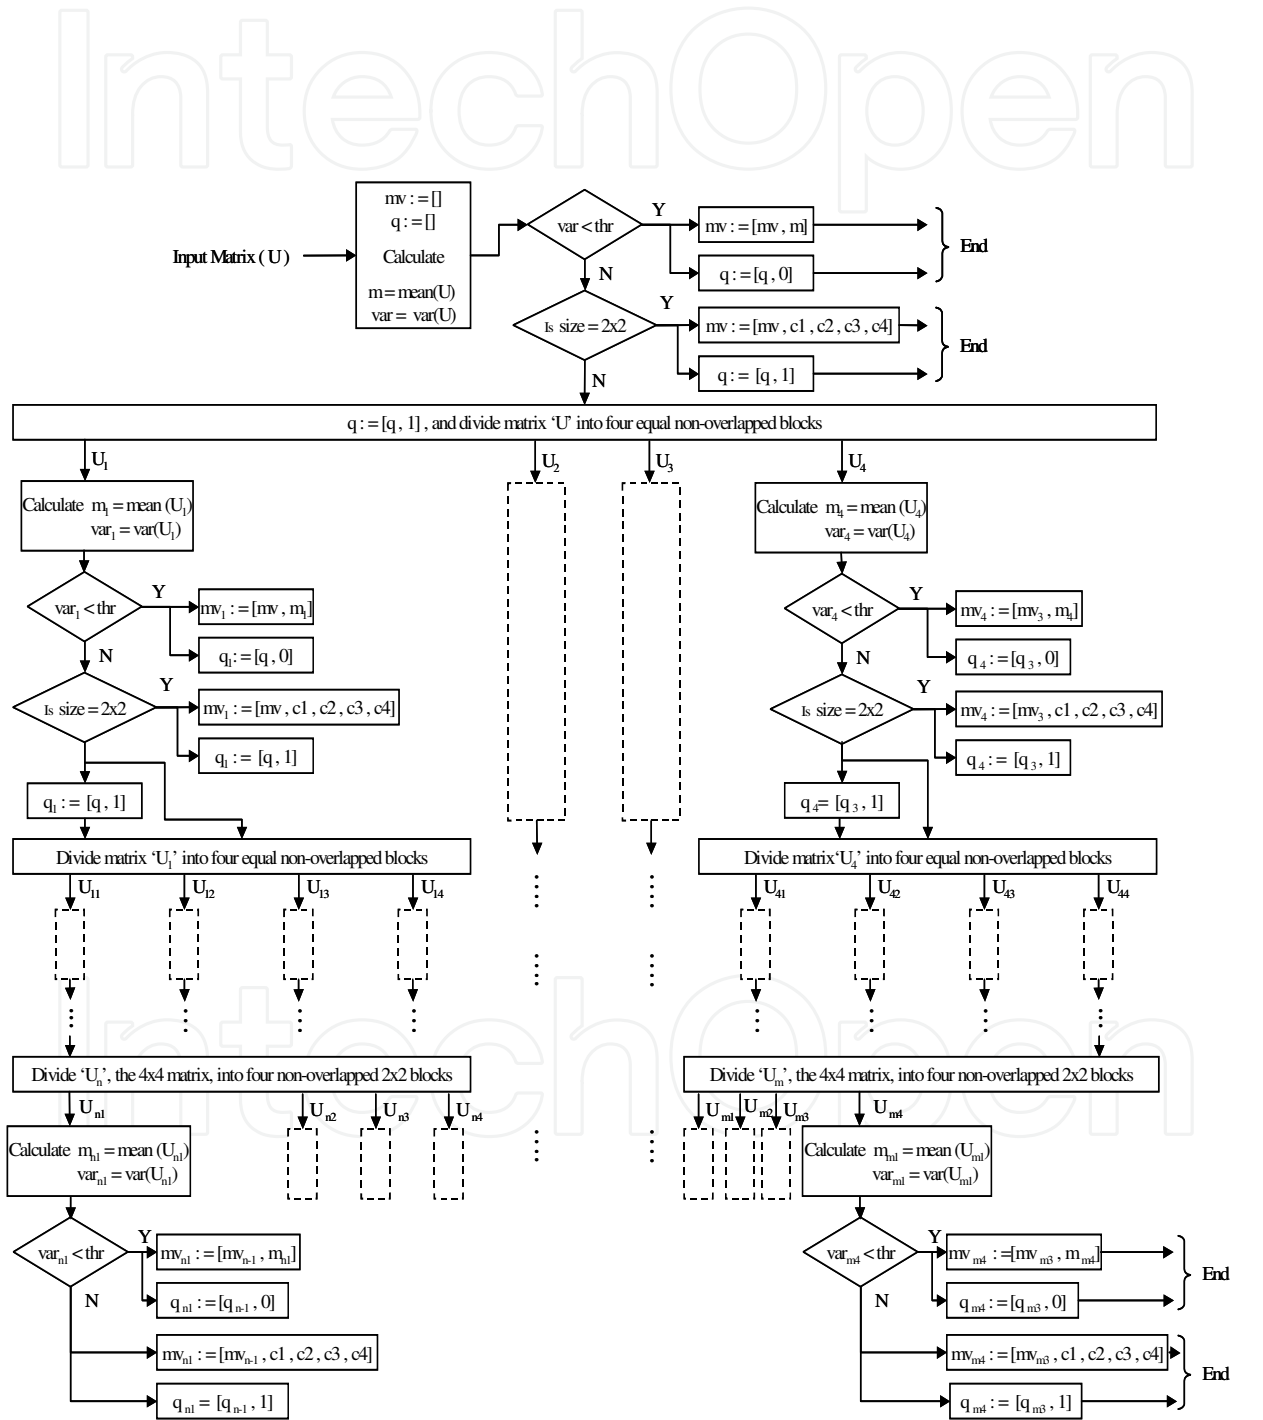 IntechOpen
mv : = []
q : = []
Input Matrix ( U )
Calculate
m = mean(U)
var = var(U)
var < thr
Y
mv : = [mv , m]
q : = [q , 0]
End
N
Is size = 2x2
Y
mv : = [mv , c1 , c2 , c3 , c4]
q : = [q , 1]
End
N
q : = [q , 1] , and divide matrix ‘U’ into four equal non-overlapped blocks
U1
U2
U3
U4
Calculate m1 = mean (U1)
var1 = var(U1)
Calculate m4 = mean (U4)
var4 = var(U4)
var1 < thr
Y
mv1 : = [mv , m1]
q1 : = [q , 0]
N
Is size = 2x2
Y
mv1 : = [mv , c1 , c2 , c3 , c4]
q1 : = [q , 1]
q1 : = [q , 1]
var4 < thr
Y
mv4 : = [mv3 , m4]
q4 : = [q3 , 0]
N
Is size = 2x2
Y
mv4 : = [mv3 , c1 , c2 , c3 , c4]
q4 : = [q3 , 1]
q4= [q3 , 1]
Divide matrix ‘U1’ into four equal non-overlapped blocks
Divide matrix‘U4’ into four equal non-overlapped blocks
U11
U12
U13
U14
U41
U42
U43
U44
IntechOpen
Divide ‘Un’, the 4x4 matrix, into four non-overlapped 2x2 blocks
Divide ‘Um’, the 4x4 matrix, into four non-overlapped 2x2 blocks
Un1
Un2
Un3
Un4
Um1
Um2
Um3
Um4
Calculate mn1 = mean (Un1)
varn1 = var(Un1)
Calculate mm1 = mean (Um1)
varm1 = var(Um1)
varn1 < thr
Y
mvn1 : = [mvn-1 , mn1]
qn1 : = [qn-1 , 0]
N
mvn1 : = [mvn-1 , c1 , c2 , c3 , c4]
qn1 = [qn-1 , 1]
varm4 < thr
Y
mvm4 : =[mvm3 , mm4]
qm4 : = [qm3 , 0]
End
N
mvm4 : = [mvm3 , c1 , c2 , c3 , c4]
qm4 : = [qm3 , 1]
End